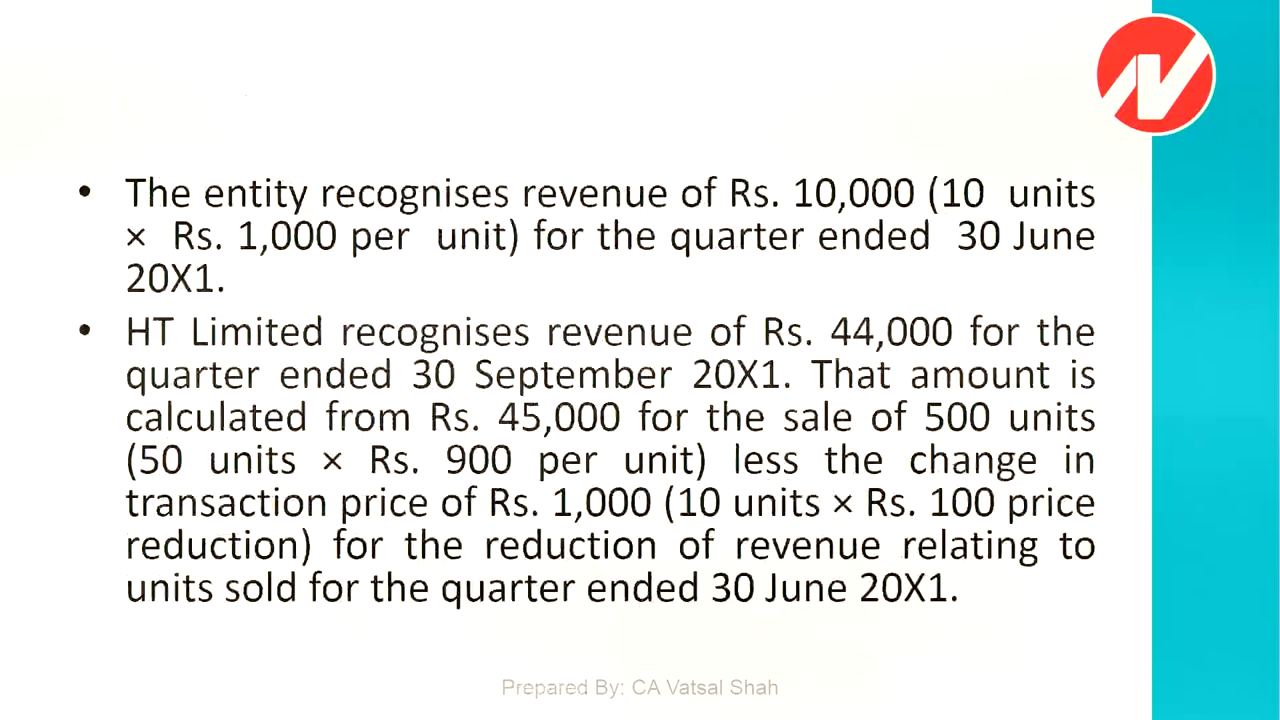 • The entity recognises revenue of Rs. 10,000 (10 units
× Rs. 1,000 per unit) for the quarter ended 30 June
20X1.
• HT Limited recognises revenue of Rs. 44,000 for the
quarter ended 30 September 20X1. That amount is
calculated from Rs. 45,000 for the sale of 500 units
(50 units × Rs. 900 per unit) less the change in
transaction price of Rs. 1,000 (10 units × Rs. 100 price
reduction) for the reduction of revenue relating to
units sold for the quarter ended 30 June 20X1.
Prepared By: CA Vatsal Shah